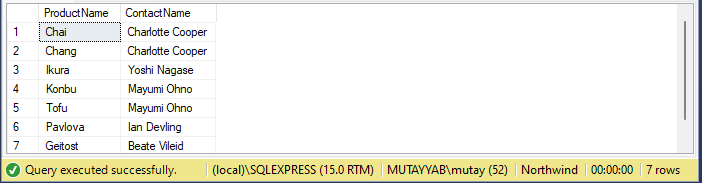 ProductName ContactName
1 Chai Charlotte Cooper
2 Chang Charlotte Cooper
3 Ikura Yoshi Nagase
4 Konbu Mayumi Ohno
5 Tofu Mayumi Ohno
6 Pavlova Ian Devling
7 Geitost Beate Vileid
Query executed successfully. (local)\SQLEXPRESS (15.0 RTM) MUTAYYAB\mutay (52) Northwind 00:00:00 7 rows